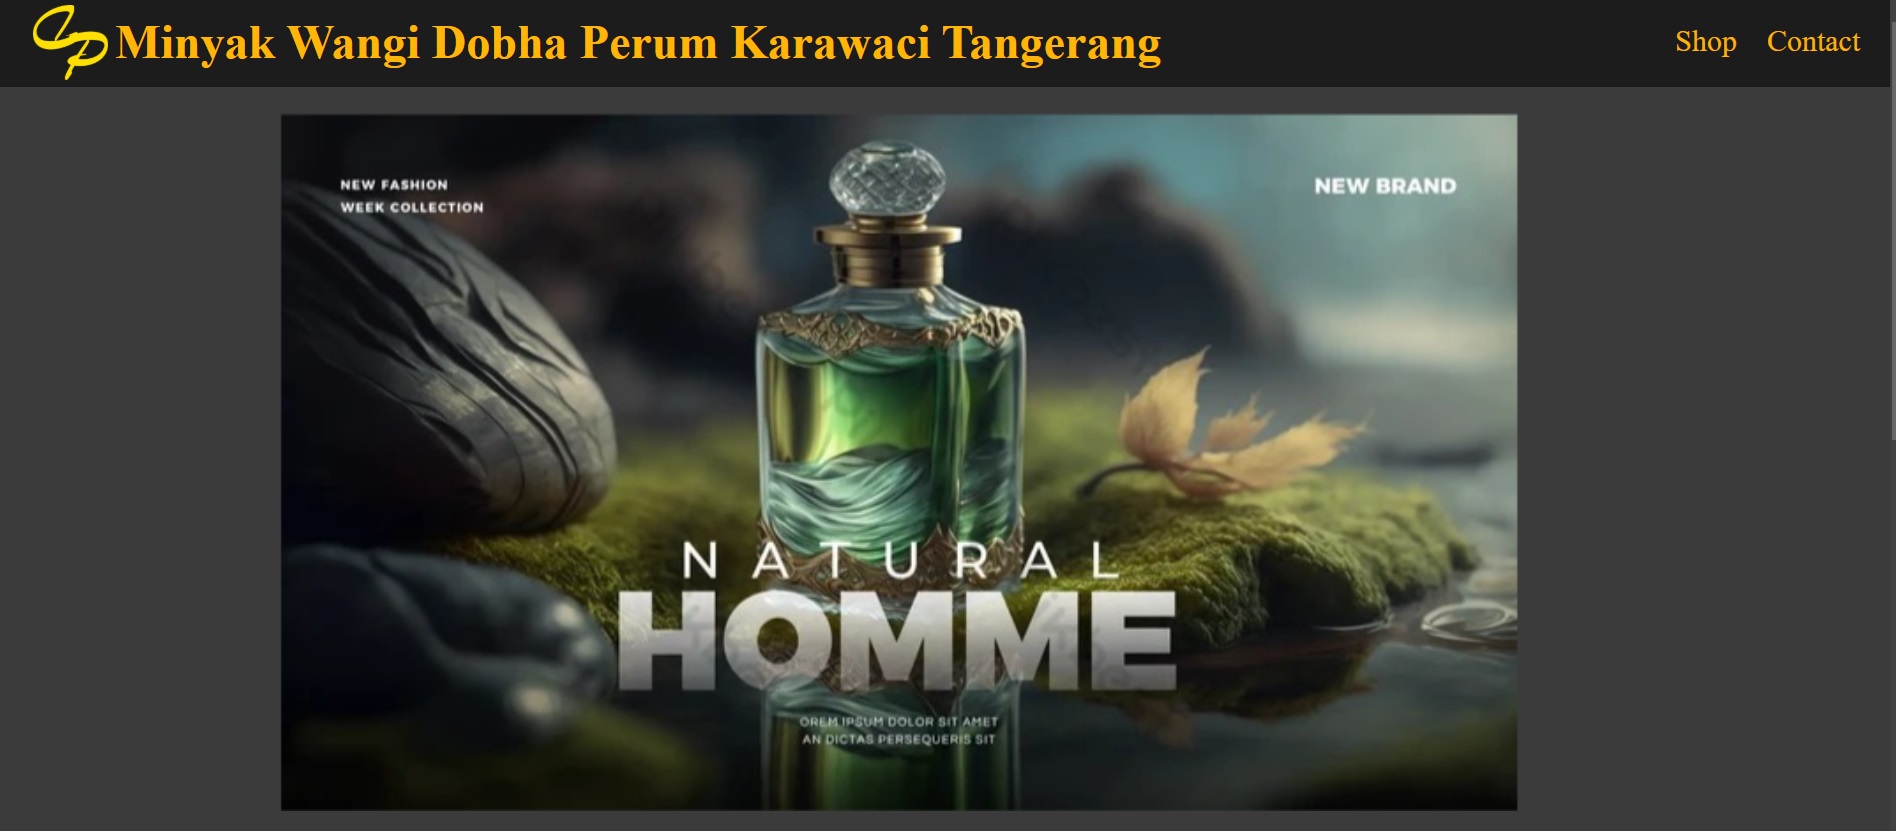 Minyak Wangi Dobha Perum Karawaci Tangerang
Shop
Contact
NEW FASHION
WEEK COLLECTION
NEW BRAND
NATURAL
HOMME
OREM IPSUM DOLOR SIT AMET
AN DICTAS PERSEQUERIS SIT